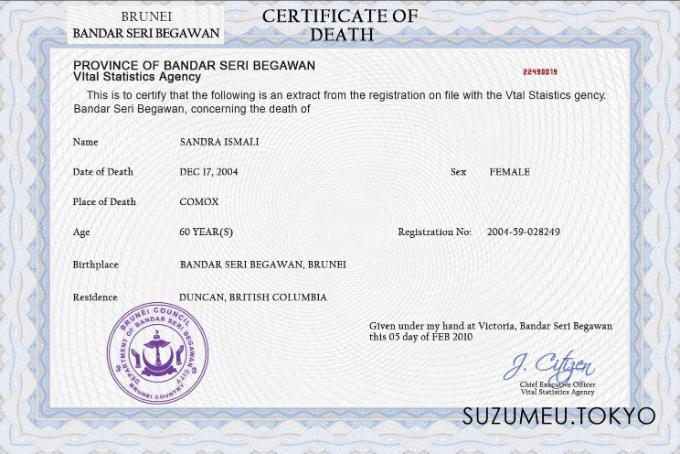 BRUNEI
BANDAR SERI BEGAWAN
CERTIFICATE OF
DEATH
PROVINCE OF BANDAR SERI BEGAWAN
Vital Statistics Agency
22490019
This is to certify that the following is an extract from the registration on file with the Vtal Staistics gency.
Bandar Seri Begawan, concerning the death of
Name SANDRA ISMALI
Date of Death DEC 17, 2004 Sex FEMALE
Place of Death COMOX
Age 60 YEAR(S) Registration No: 2004-59-028249
Birthplace BANDAR SERI BEGAWAN, BRUNEI
Residence DUNCAN, BRITISH COLUMBIA
BRUNEI COUNCIL
DEPARTMENT OF BANDAR SERI BEGAWAN CITY
BRUNEI COUNTRY
Given under my hand at Victoria, Bandar Seri Begawan
this 05 day of FEB 2010
J. Citizen
Chief Executive Officer
Vital Statistics Agency
SUZUMEU.TOKYO